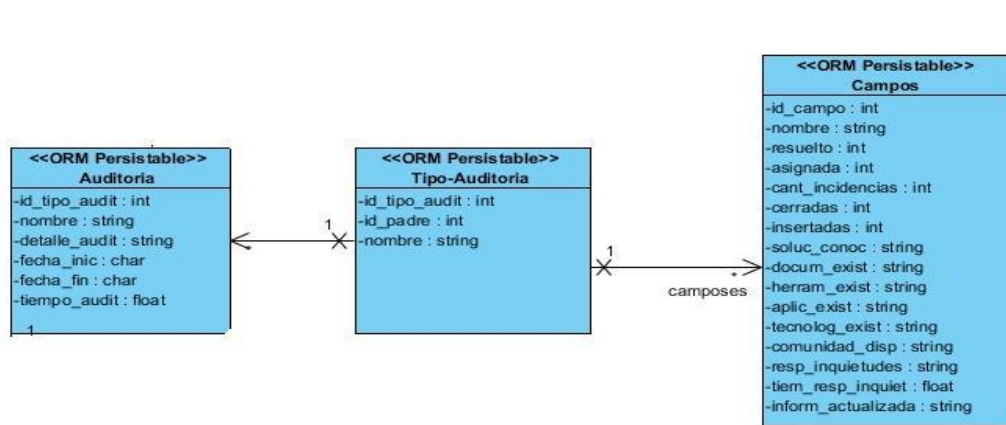 <<ORM Persistable>>
Auditoria
-id_tipo_audit : int
-nombre : string
-detalle_audit : string
-fecha_inic : char
-fecha_fin : char
-tiempo_audit : float
1
1
*
<<ORM Persistable>>
Tipo-Auditoria
-id_tipo_audit : int
-id_padre : int
-nombre : string
1
*
camposes
<<ORM Persistable>>
Campos
-id_campo : int
-nombre : string
-resuelto : int
-asignada : int
-cant_incidencias : int
-cerradas : int
-insertadas : int
-soluc_conoc : string
-docum_exist : string
-herram_exist : string
-aplic_exist : string
-tecnolog_exist : string
-comunidad_disp : string
-resp_inquietudes : string
-tiem_resp_inquiet : float
-inform_actualizada : string